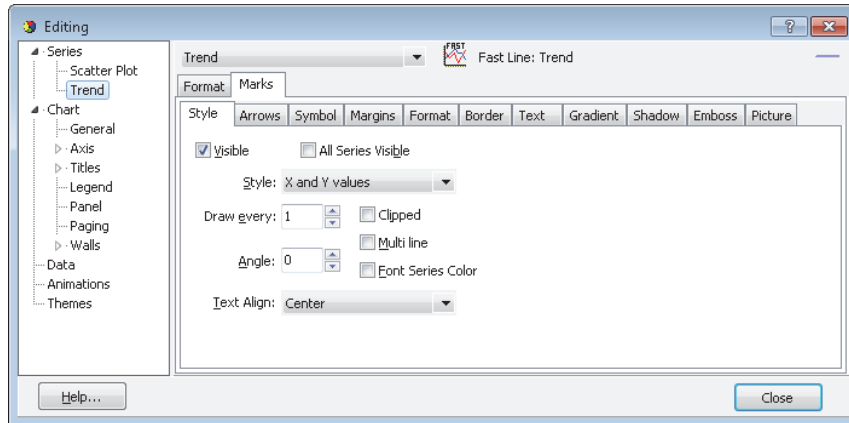 Editing
Series
Scatter Plot
Trend
Chart
General
Axis
Titles
Legend
Panel
Paging
Walls
Data
Animations
Themes
Trend
FAST
Fast Line: Trend
Format Marks
Style Arrows Symbol Margins Format Border Text Gradient Shadow Emboss Picture
Visible All Series Visible
Style: X and Y values
Draw every: 1 Clipped
Multi line
Angle: 0
Font Series Color
Text Align: Center
Help... Close